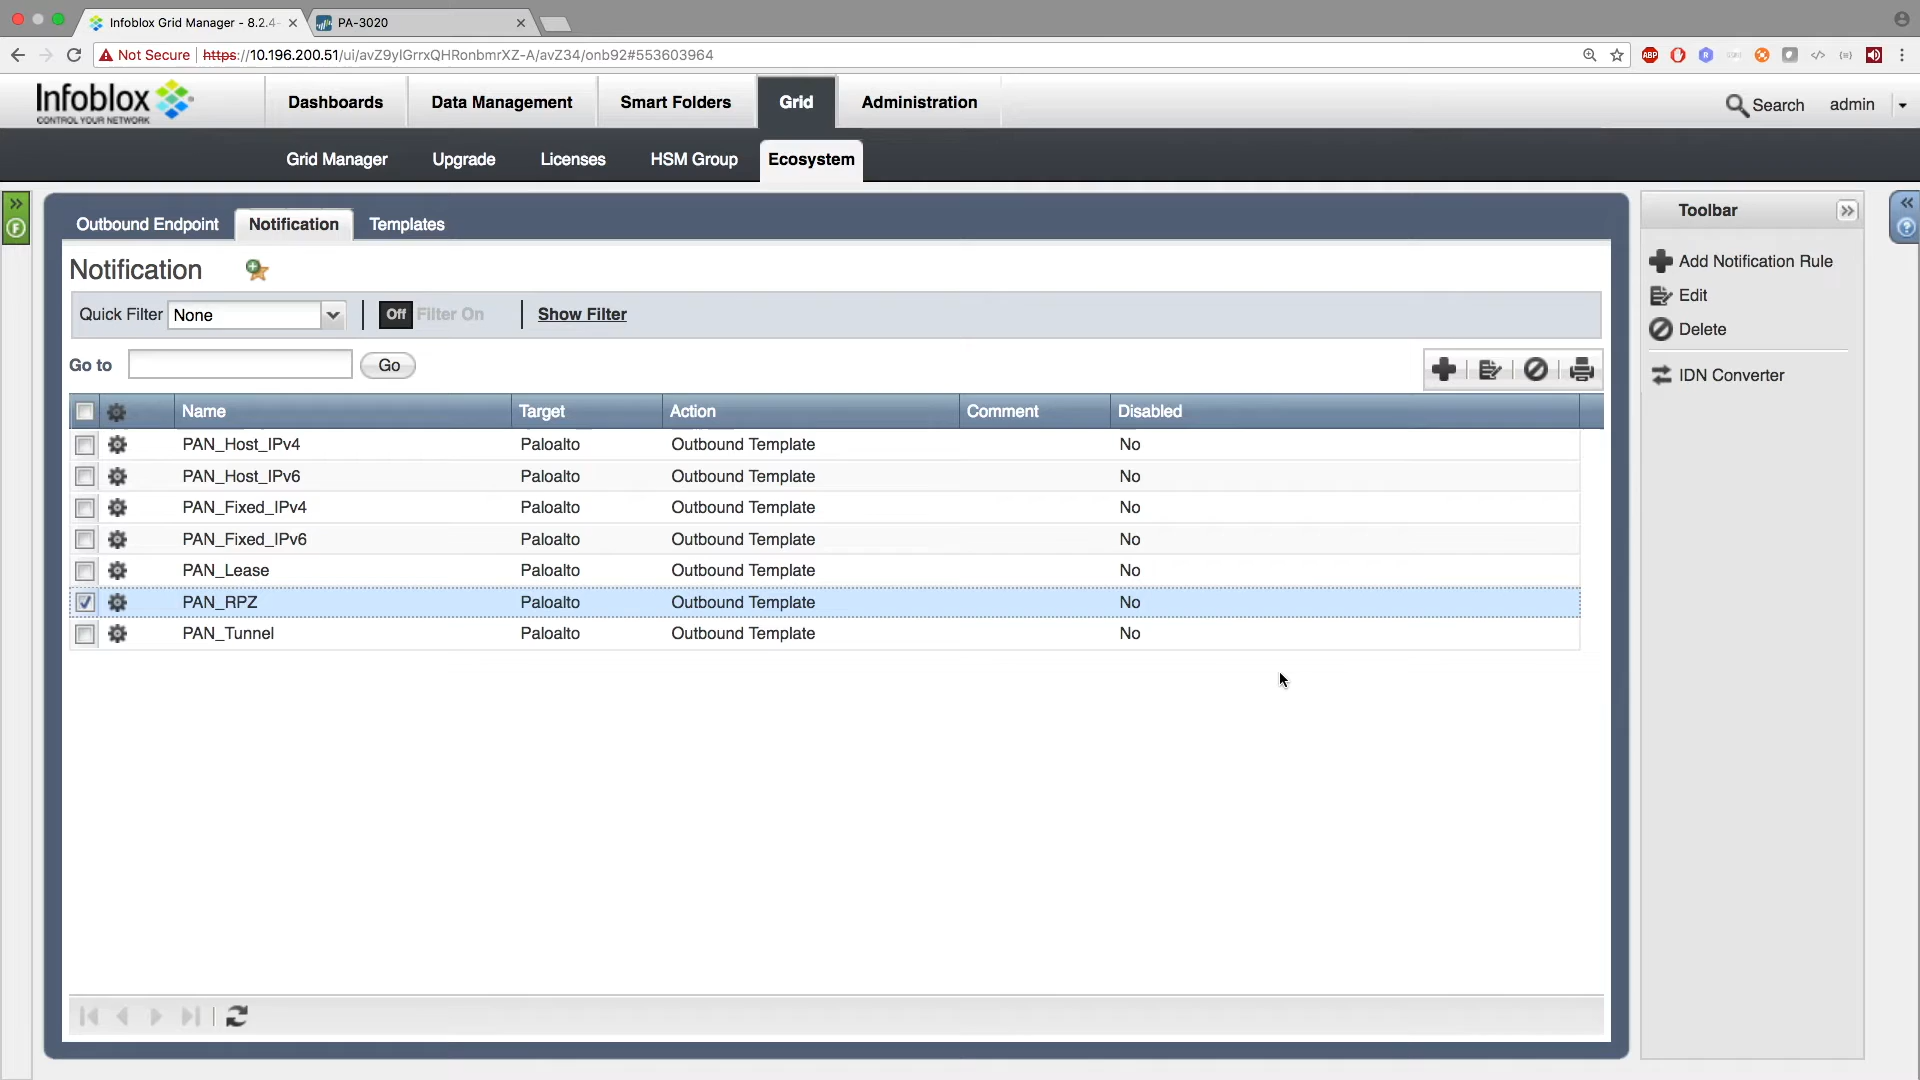 Infoblox Grid Manager - 8.2.4-
PA-3020
Not Secure https://10.196.200.51/ui/avZ9yIGrrxQHRonbmrXZ-A/avZ34/onb92#553603964
ABP
Infoblox
CONTROL YOUR NETWORK
Dashboards
Data Management
Smart Folders
Grid
Administration
Search
admin
Grid Manager
Upgrade
Licenses
HSM Group
Ecosystem
Outbound Endpoint
Notification
Templates
Toolbar
Notification
Add Notification Rule
Edit
Delete
IDN Converter
Quick Filter None Off Filter On Show Filter
Go to Go
Name Target Action Comment Disabled
PAN_Host_IPv4 Paloalto Outbound Template No
PAN_Host_IPv6 Paloalto Outbound Template No
PAN_Fixed_IPv4 Paloalto Outbound Template No
PAN_Fixed_IPv6 Paloalto Outbound Template No
PAN_Lease Paloalto Outbound Template No
PAN_RPZ Paloalto Outbound Template No
PAN_Tunnel Paloalto Outbound Template No